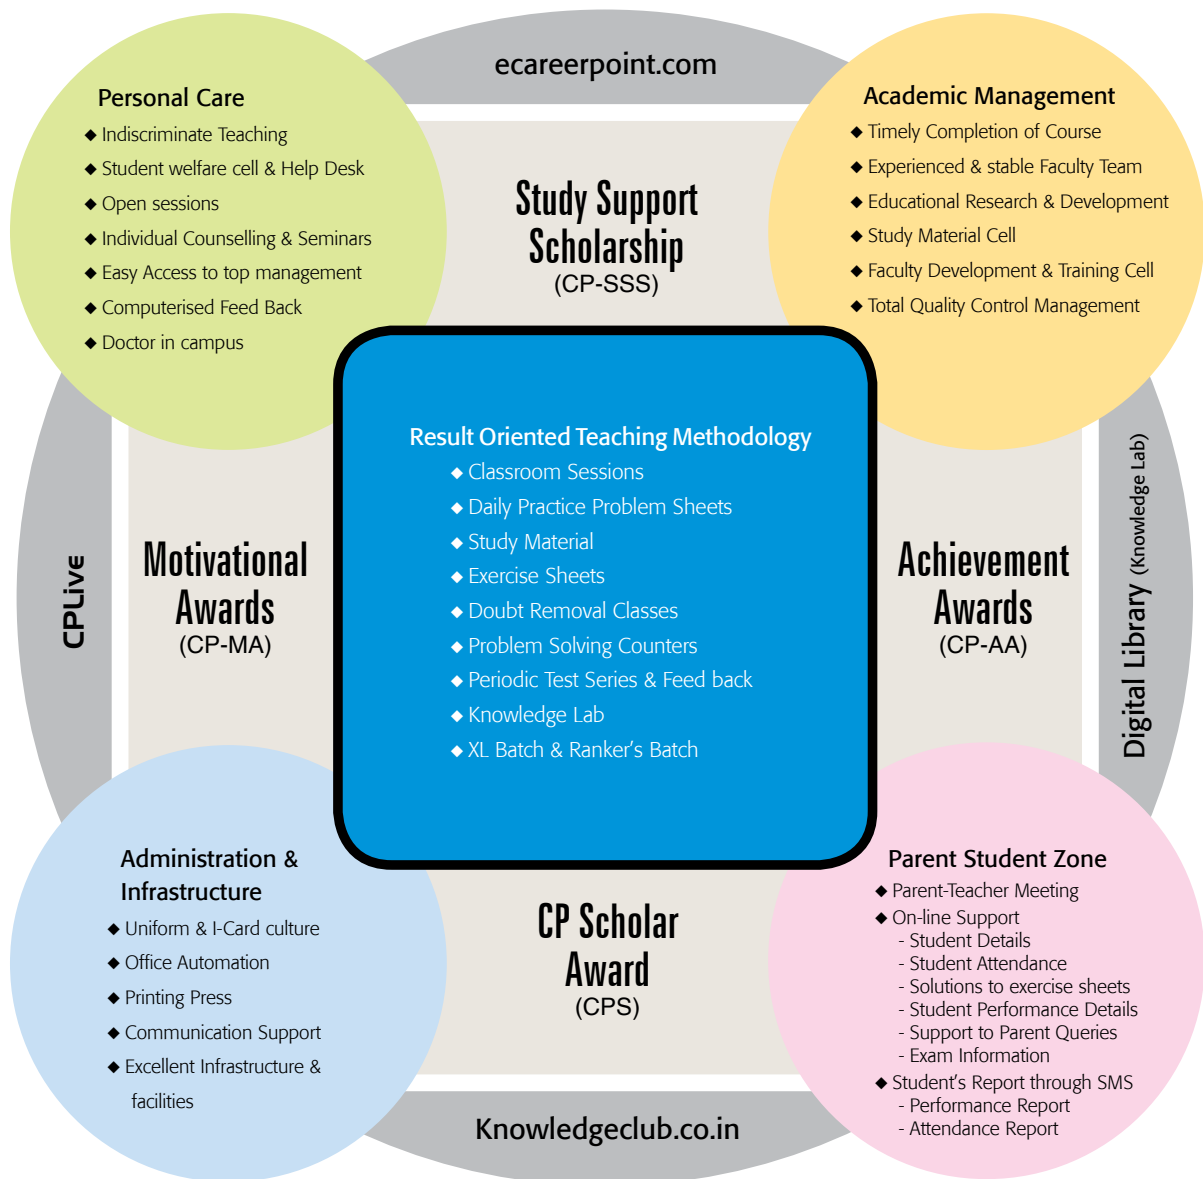 ecareerpoint.com
Personal Care
◆ Indiscriminate Teaching
◆ Student welfare cell & Help Desk
◆ Open sessions
◆ Individual Counselling & Seminars
◆ Easy Access to top management
◆ Computerised Feed Back
◆ Doctor in campus
Study Support
Scholarship
(CP-SSS)
Academic Management
◆ Timely Completion of Course
◆ Experienced & stable Faculty Team
◆ Educational Research & Development
◆ Study Material Cell
◆ Faculty Development & Training Cell
◆ Total Quality Control Management
CPLive
Motivational
Awards
(CP-MA)
Result Oriented Teaching Methodology
◆ Classroom Sessions
◆ Daily Practice Problem Sheets
◆ Study Material
◆ Exercise Sheets
◆ Doubt Removal Classes
◆ Problem Solving Counters
◆ Periodic Test Series & Feed back
◆ Knowledge Lab
◆ XL Batch & Ranker's Batch
Achievement
Awards
(CP-AA)
Digital Library (Knowledge Lab)
Administration &
Infrastructure
◆ Uniform & I-Card culture
◆ Office Automation
◆ Printing Press
◆ Communication Support
◆ Excellent Infrastructure &
facilities
CP Scholar
Award
(CPS)
Parent Student Zone
◆ Parent-Teacher Meeting
◆ On-line Support
- Student Details
- Student Attendance
- Solutions to exercise sheets
- Student Performance Details
- Support to Parent Queries
- Exam Information
◆ Student's Report through SMS
- Performance Report
- Attendance Report
Knowledgeclub.co.in